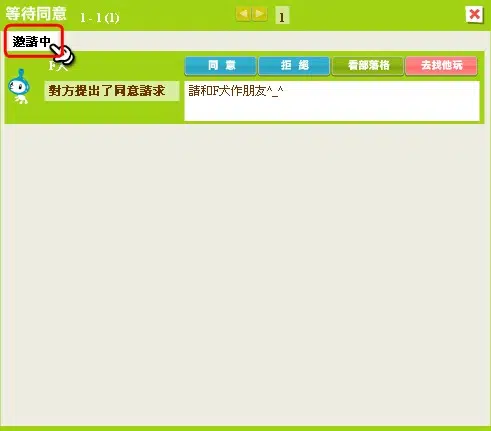 等待同意 1 - 1 (1) 1
邀請中
F犬 同意 拒絕 看部落格 去找他玩
對方提出了同意請求 請和F犬作朋友^_^